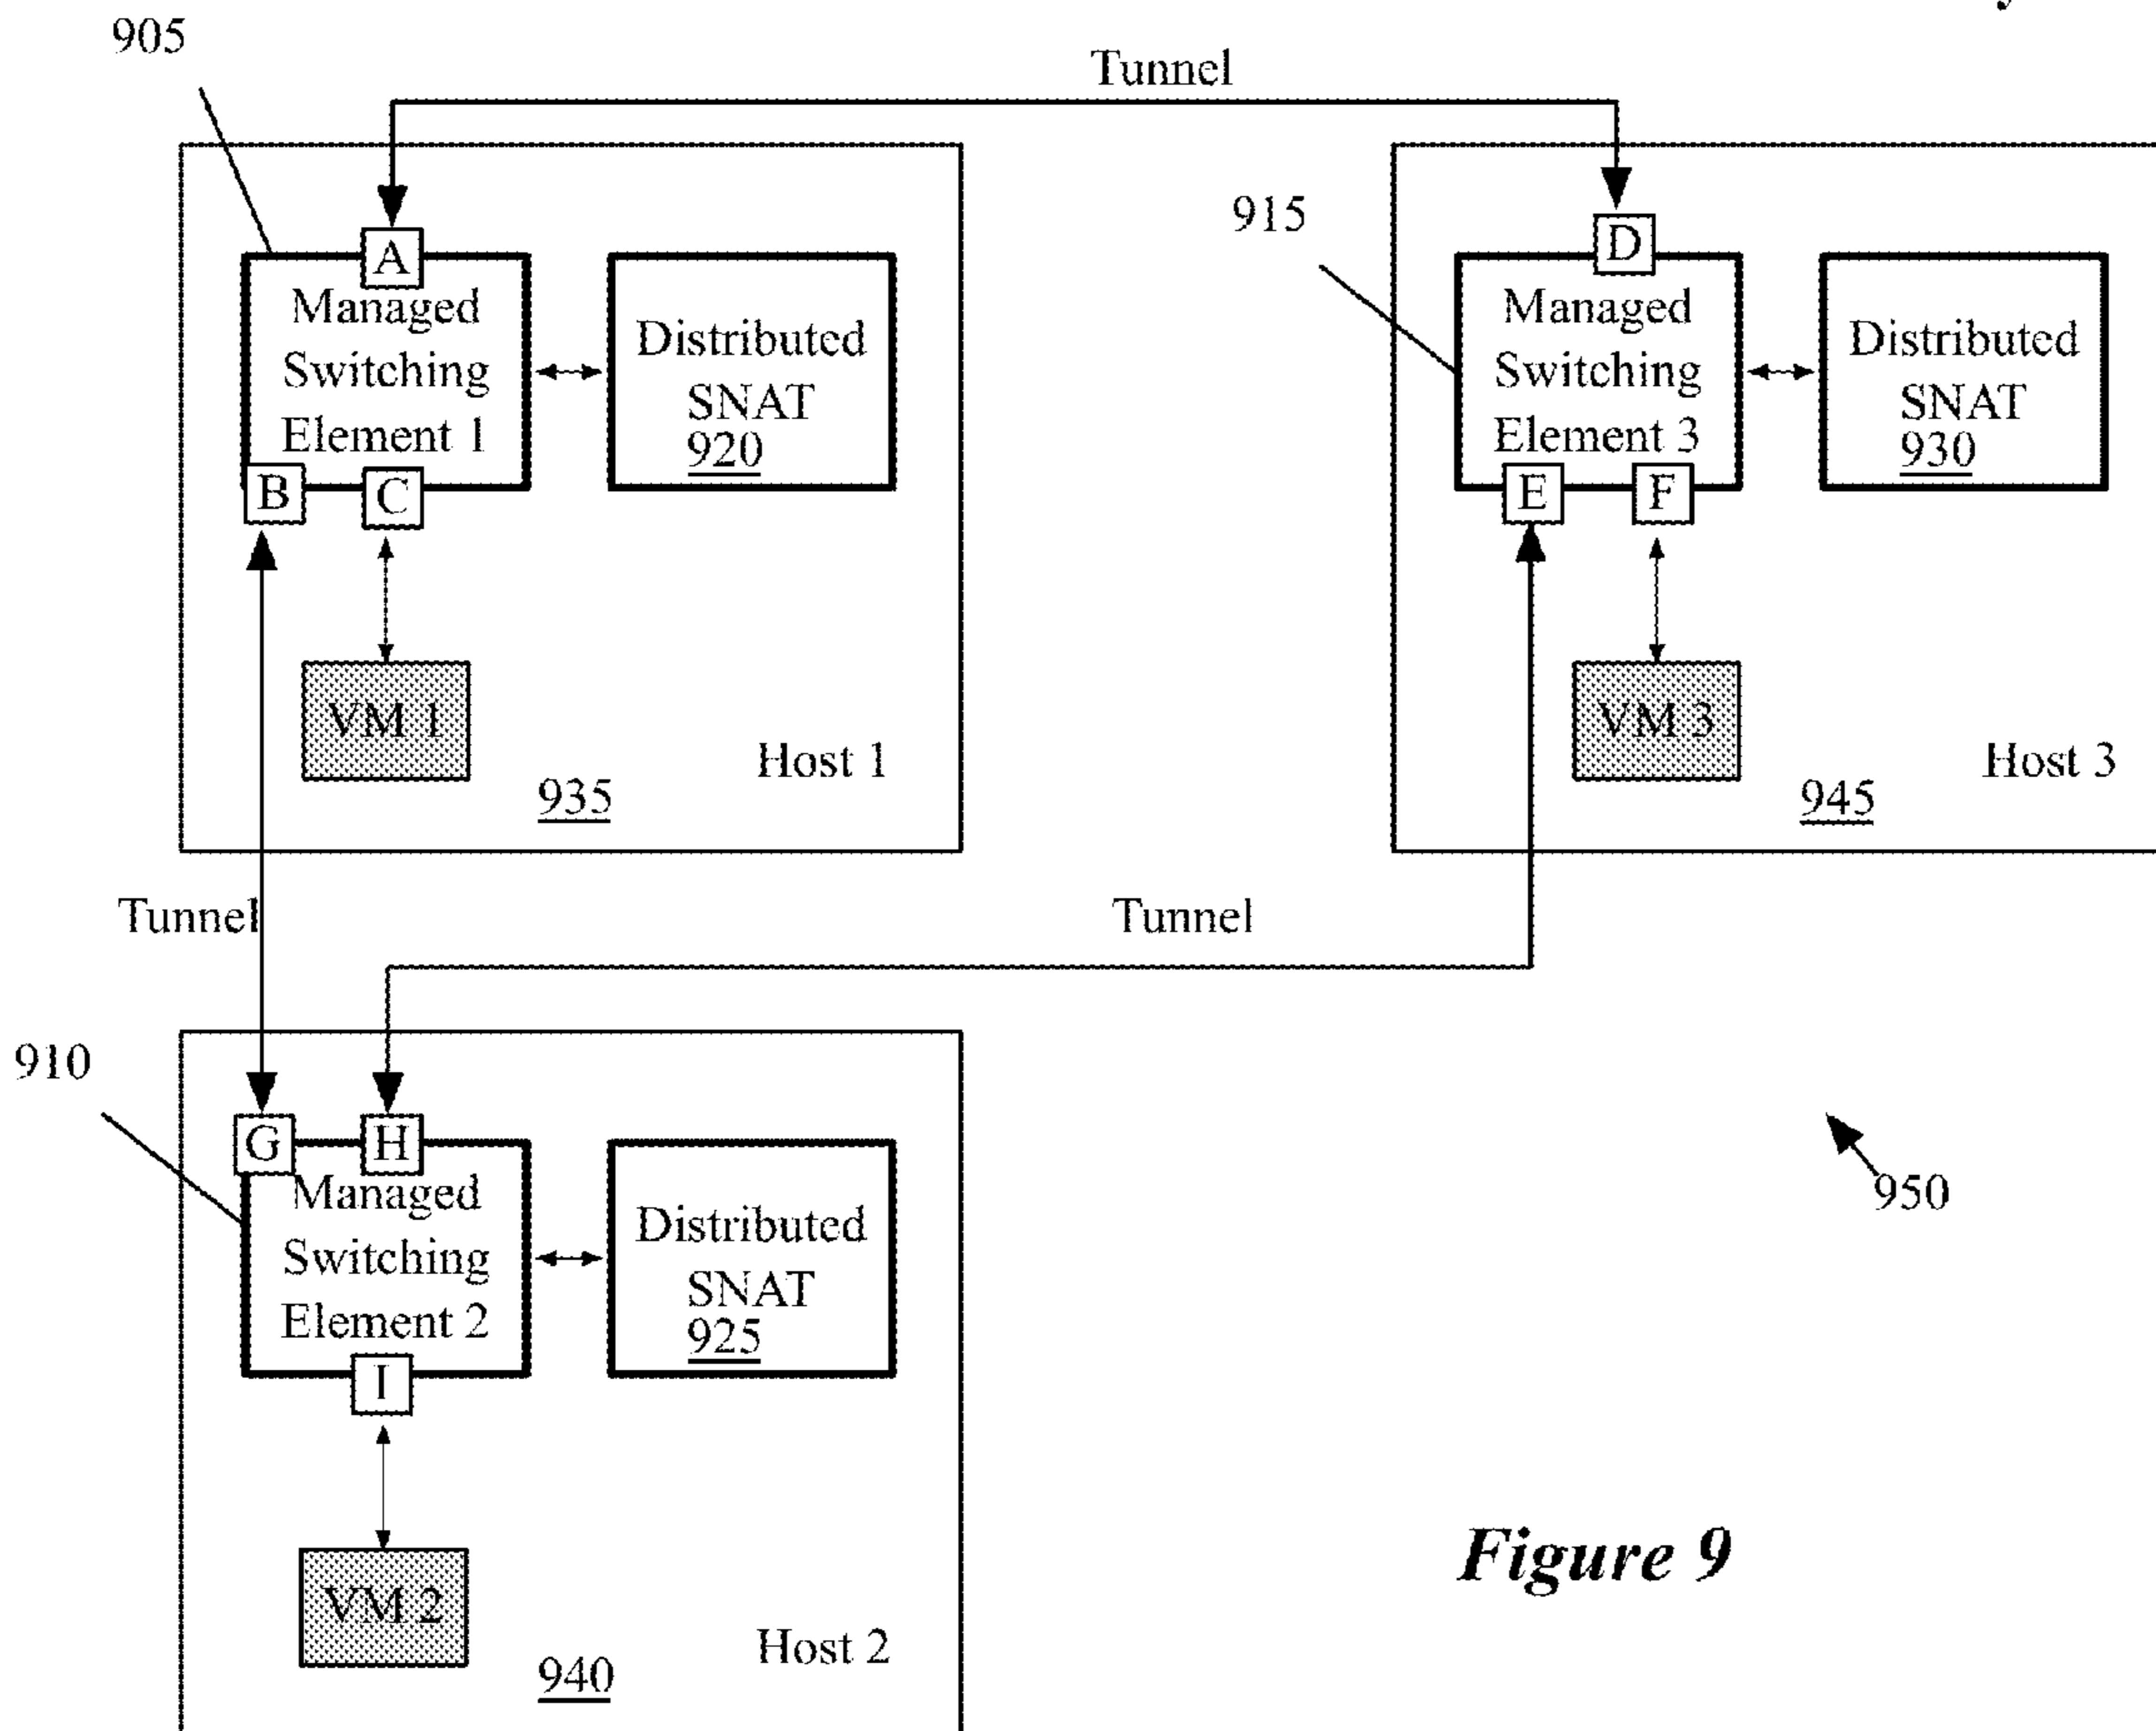 905
Tunnel
915
A
Managed
Switching
Element 1
B
C
Distributed
SNAT
920
D
Managed
Switching
Element 3
E
F
Distributed
SNAT
930
VM 1
Host 1
935
VM 3
Host 3
945
Tunnel
Tunnel
910
G
H
Managed
Switching
Element 2
I
Distributed
SNAT
925
950
VM 2
Host 2
940
Figure 9